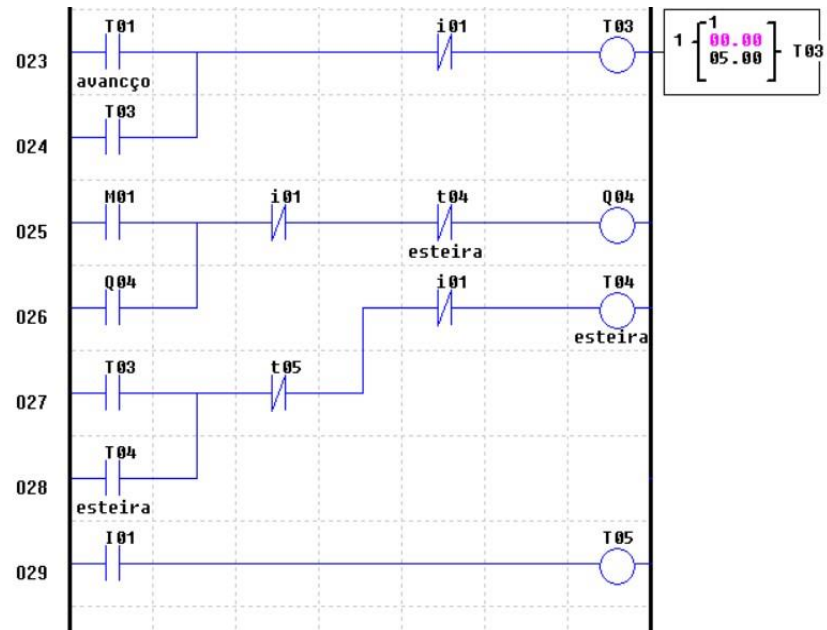 T01 i01 T03
023
avancço
T03
024
M01 i01 t04 Q04
025
esteira
Q04 i01 T04
026
esteira
T03 t05
027
T04
028
esteira
I01 T05
029
1
1 00.00 T03
05.00